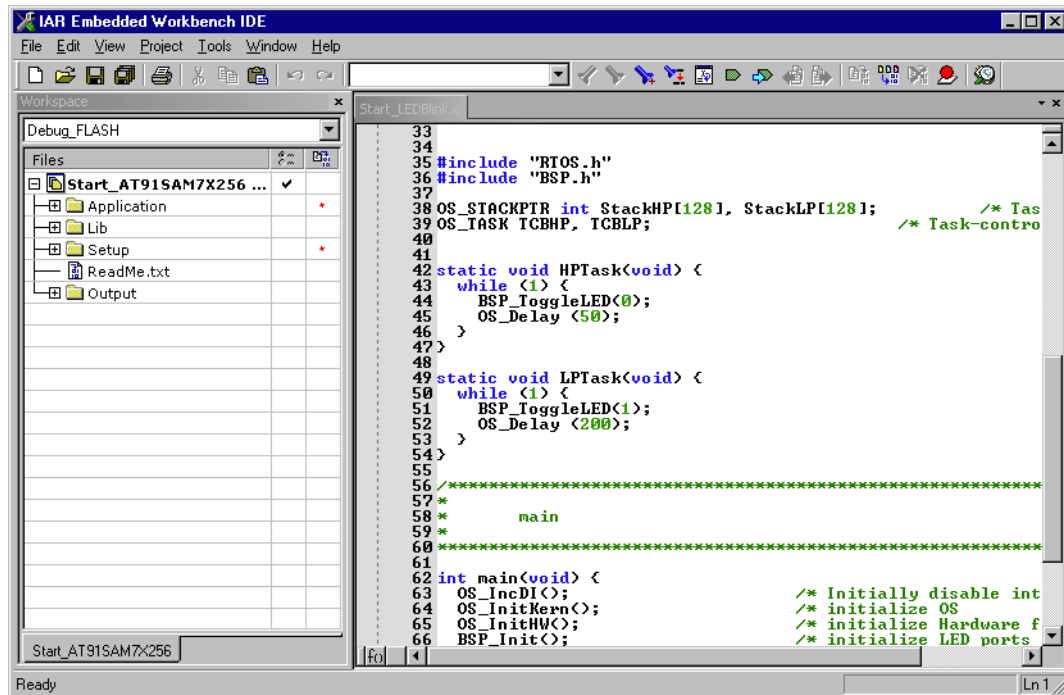 IAR Embedded Workbench IDE
File Edit View Project Tools Window Help
Workspace
Debug_FLASH
Files
Start_AT91SAM7X256 ...
Application
Lib
Setup
ReadMe.txt
Output
Start_AT91SAM7X256
Start_LEDBlink.c
33
34
35 #include "RTOS.h"
36 #include "BSP.h"
37
38 OS_STACKPTR int StackHP[128], StackLP[128]; /* Tas
39 OS_TASK TCBHP, TCBLP; /* Task-contro
40
41
42 static void HPTask(void) {
43 while (1) {
44 BSP_ToggleLED(0);
45 OS_Delay (50);
46 }
47 }
48
49 static void LPTask(void) {
50 while (1) {
51 BSP_ToggleLED(1);
52 OS_Delay (200);
53 }
54 }
55
56 /**********************************************************
57 *
58 * main
59 *
60 ***********************************************************
61
62 int main(void) {
63 OS_IncDI(); /* Initially disable int
64 OS_InitKern(); /* initialize OS
65 OS_InitHW(); /* initialize Hardware f
66 BSP_Init(); /* initialize LED ports
Ready
Ln 1